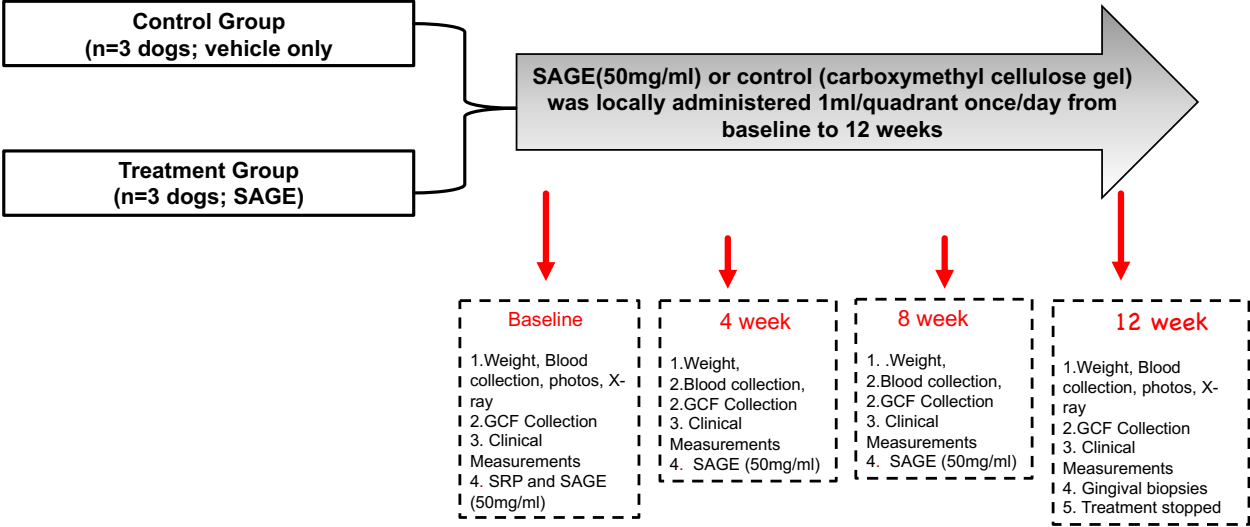 Control Group
(n=3 dogs; vehicle only
Treatment Group
(n=3 dogs; SAGE)
SAGE(50mg/ml) or control (carboxymethyl cellulose gel)
was locally administered 1ml/quadrant once/day from
baseline to 12 weeks
Baseline
1.Weight, Blood
collection, photos, X-
ray
2.GCF Collection
3. Clinical
Measurements
4. SRP and SAGE
(50mg/ml)
4 week
1.Weight,
2.Blood collection,
2.GCF Collection
3. Clinical
Measurements
4. SAGE (50mg/ml)
8 week
1. .Weight,
2.Blood collection,
2.GCF Collection
3. Clinical
Measurements
4. SAGE (50mg/ml)
12 week
1.Weight, Blood
collection, photos, X-
ray
2.GCF Collection
3. Clinical
Measurements
4. Gingival biopsies
5. Treatment stopped